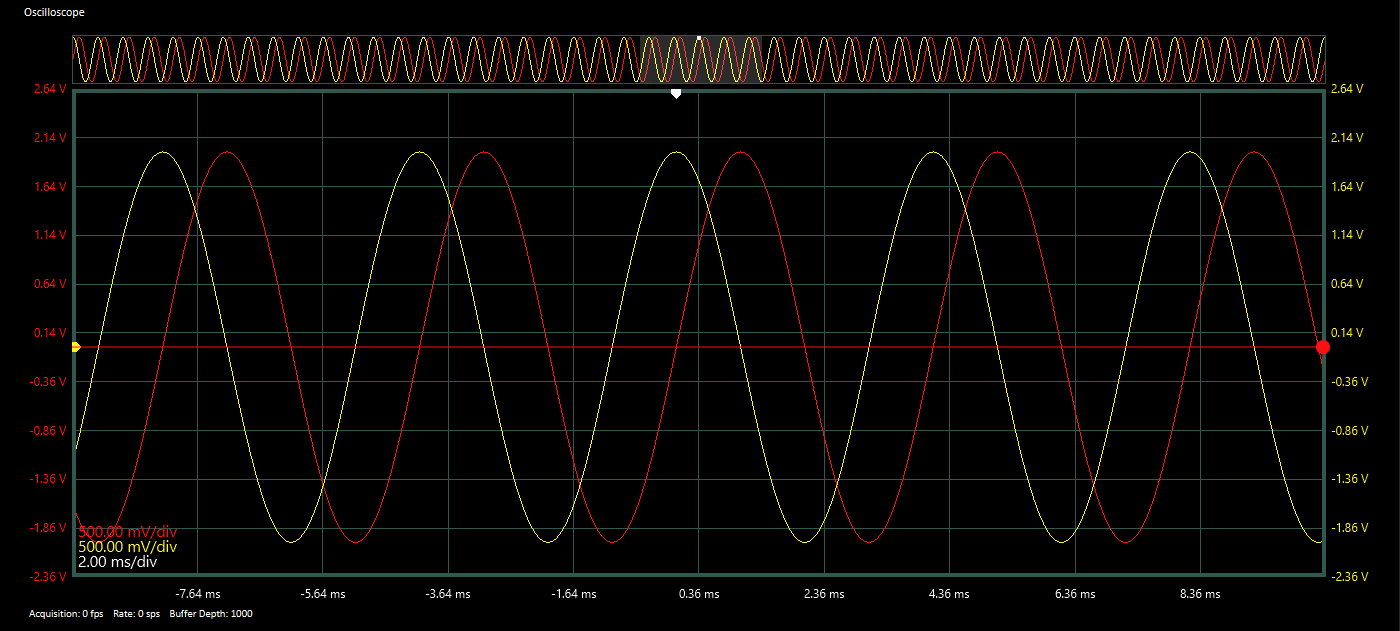 Oscilloscope
2.64 V 2.64 V
2.14 V 2.14 V
1.64 V 1.64 V
1.14 V 1.14 V
0.64 V 0.64 V
0.14 V 0.14 V
-0.36 V -0.36 V
-0.86 V -0.86 V
-1.36 V -1.36 V
-1.86 V -1.86 V
500.00 mV/div
500.00 mV/div
2.00 ms/div
-2.36 V -2.36 V
-7.64 ms -5.64 ms -3.64 ms -1.64 ms 0.36 ms 2.36 ms 4.36 ms 6.36 ms 8.36 ms
Acquisition: 0 fps Rate: 0 sps Buffer Depth: 1000